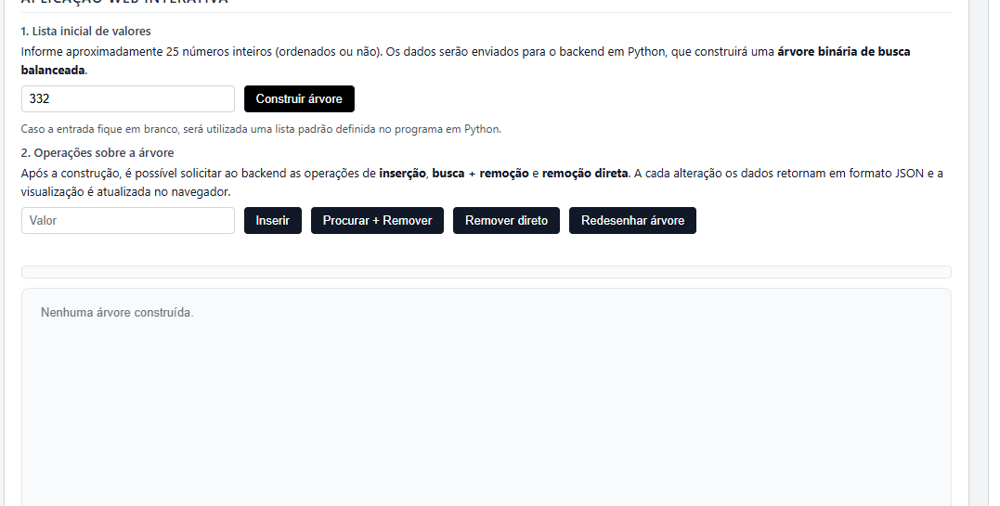 APLICAÇÃO WEB INTERATIVA
1. Lista inicial de valores
Informe aproximadamente 25 números inteiros (ordenados ou não). Os dados serão enviados para o backend em Python, que construirá uma árvore binária de busca
balanceada.
332 Construir árvore
Caso a entrada fique em branco, será utilizada uma lista padrão definida no programa em Python.
2. Operações sobre a árvore
Após a construção, é possível solicitar ao backend as operações de inserção, busca + remoção e remoção direta. A cada alteração os dados retornam em formato JSON e a
visualização é atualizada no navegador.
Valor Inserir Procurar + Remover Remover direto Redesenhar árvore
Nenhuma árvore construída.